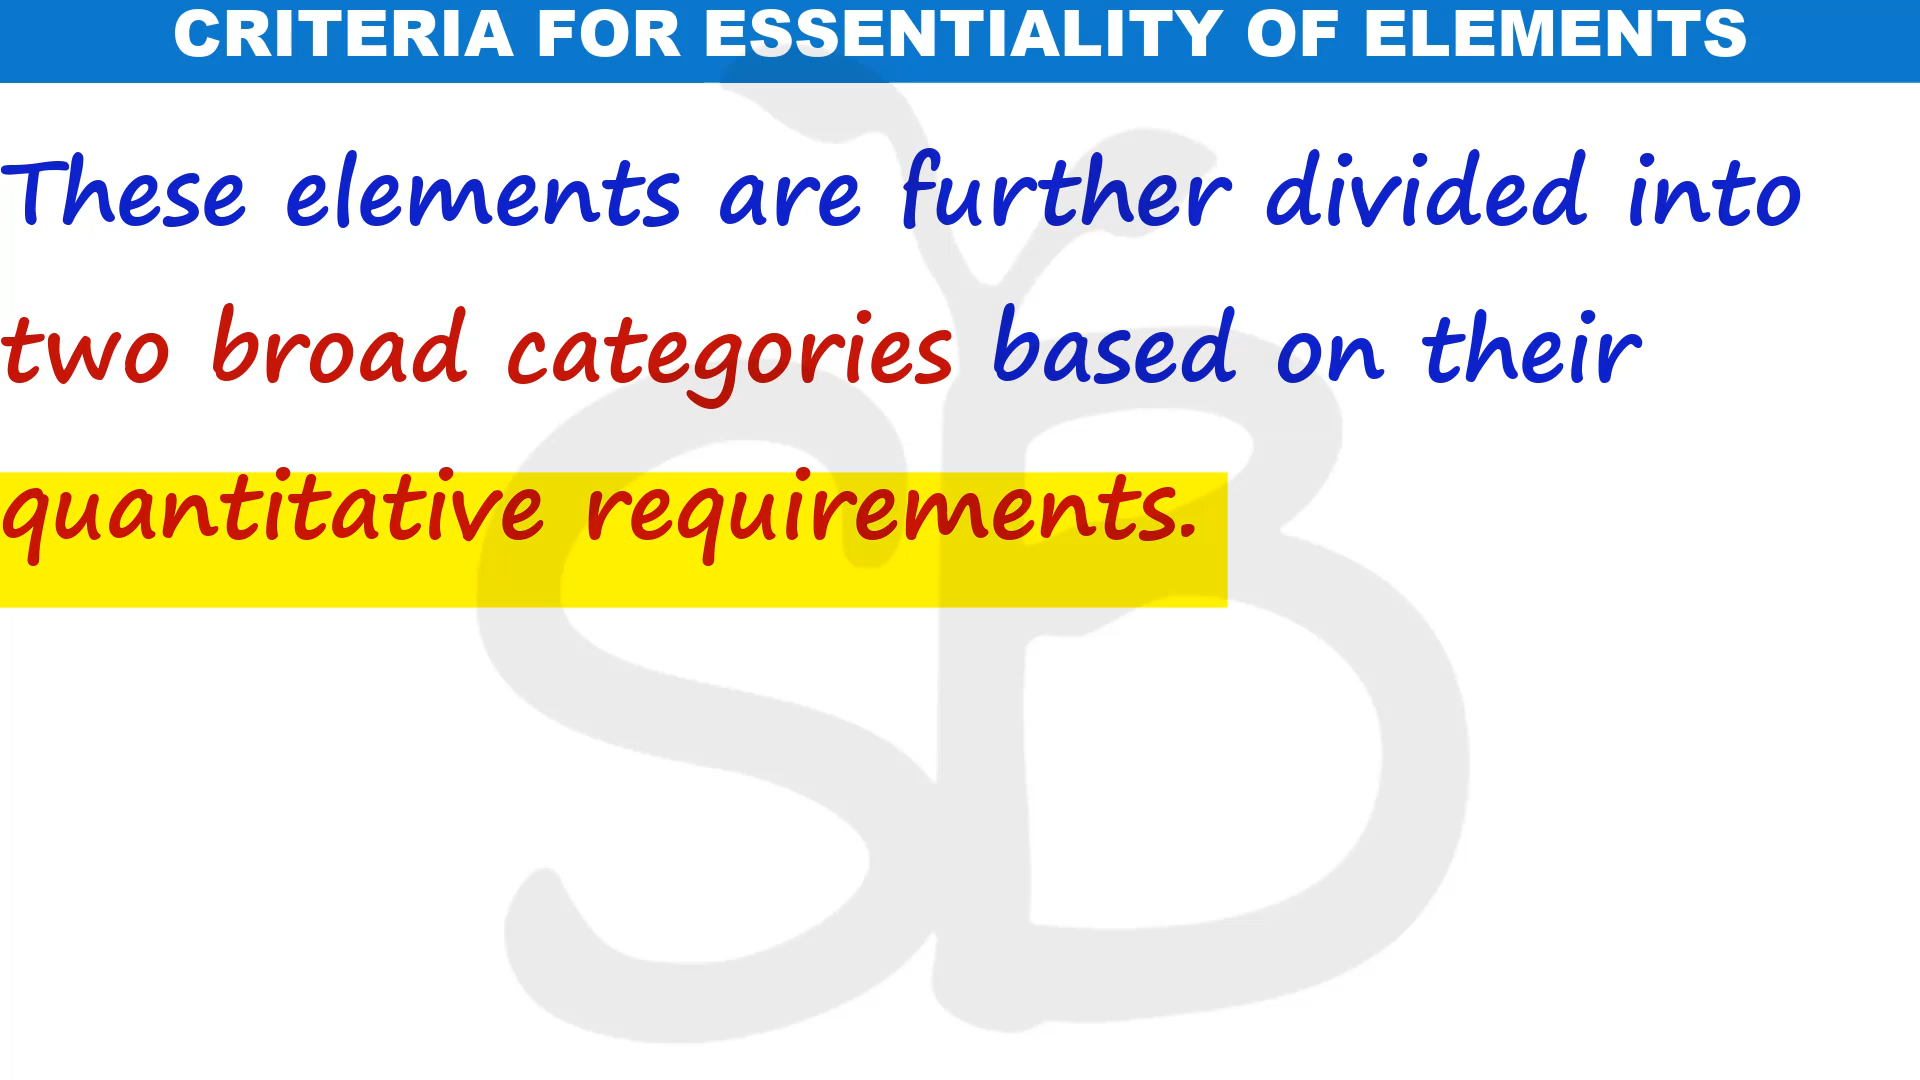 CRITERIA FOR ESSENTIALITY OF ELEMENTS
These elements are further divided into
two broad categories based on their
quantitative requirements.
SB